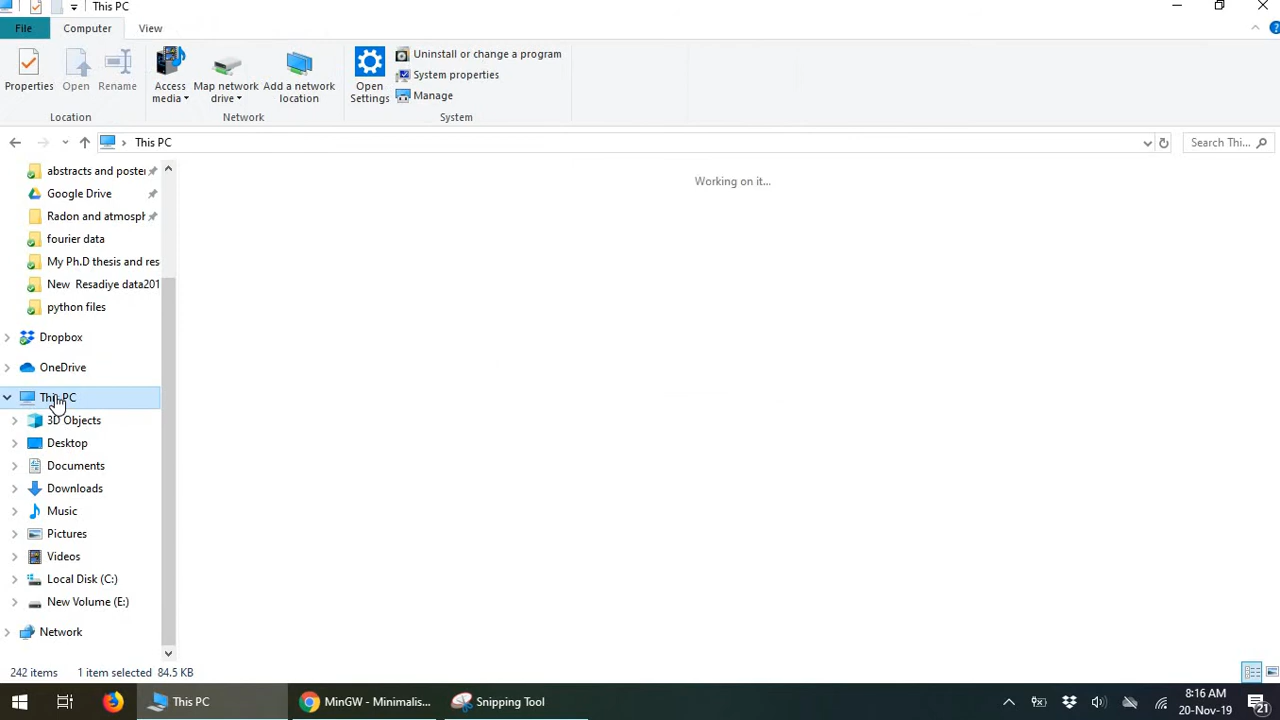 This PC
File
Computer
View
Properties
Open
Rename
Access
media
Map network
drive
Add a network
location
Open
Settings
Uninstall or change a program
System properties
Manage
Location
Network
System
This PC
Search Thi...
abstracts and poster
Google Drive
Radon and atmosph
fourier data
My Ph.D thesis and res
New Resadiye data201
python files
Dropbox
OneDrive
This PC
3D Objects
Desktop
Documents
Downloads
Music
Pictures
Videos
Local Disk (C:)
New Volume (E:)
Network
Working on it...
242 items
1 item selected 84.5 KB
This PC
MinGW - Minimalis...
Snipping Tool
8:16 AM
20-Nov-19
21